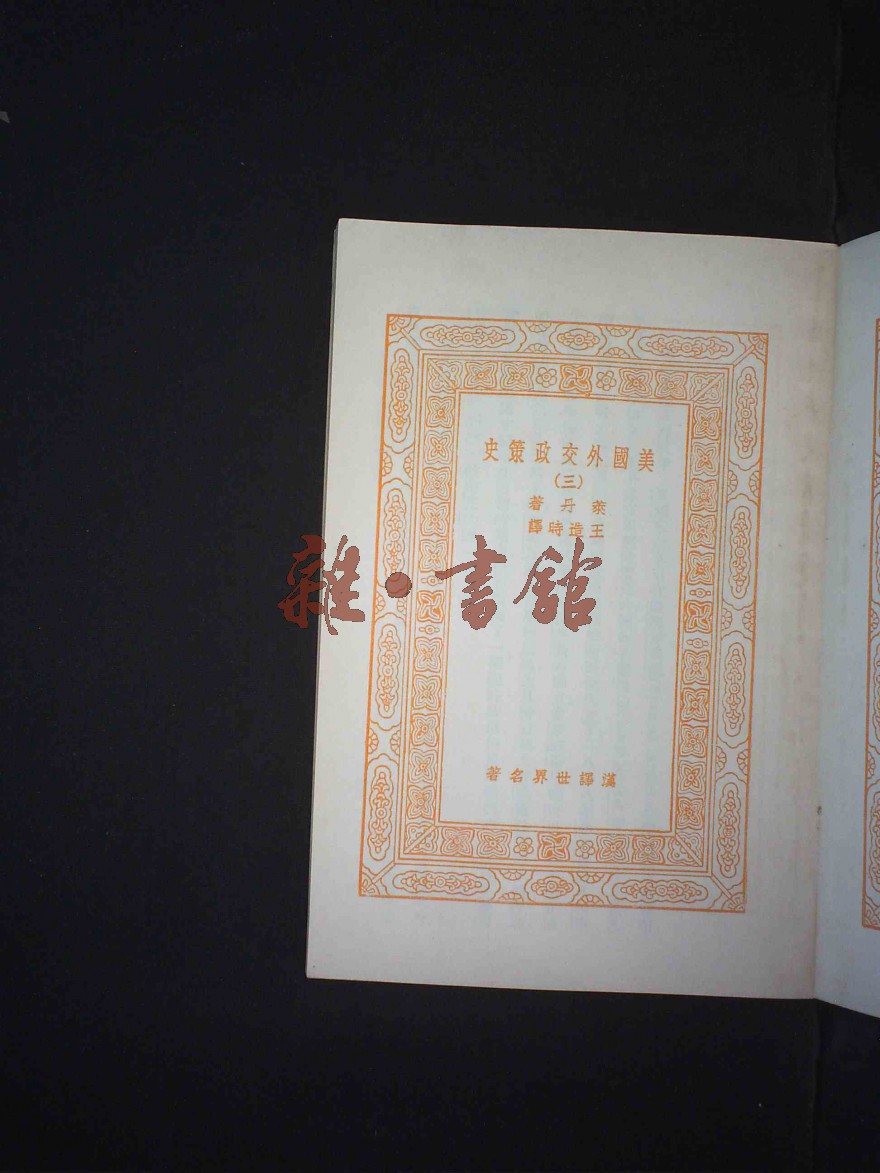 美國外交政策史
(三)
萊丹著
王造時譯
雜·書館
漢譯世界名著